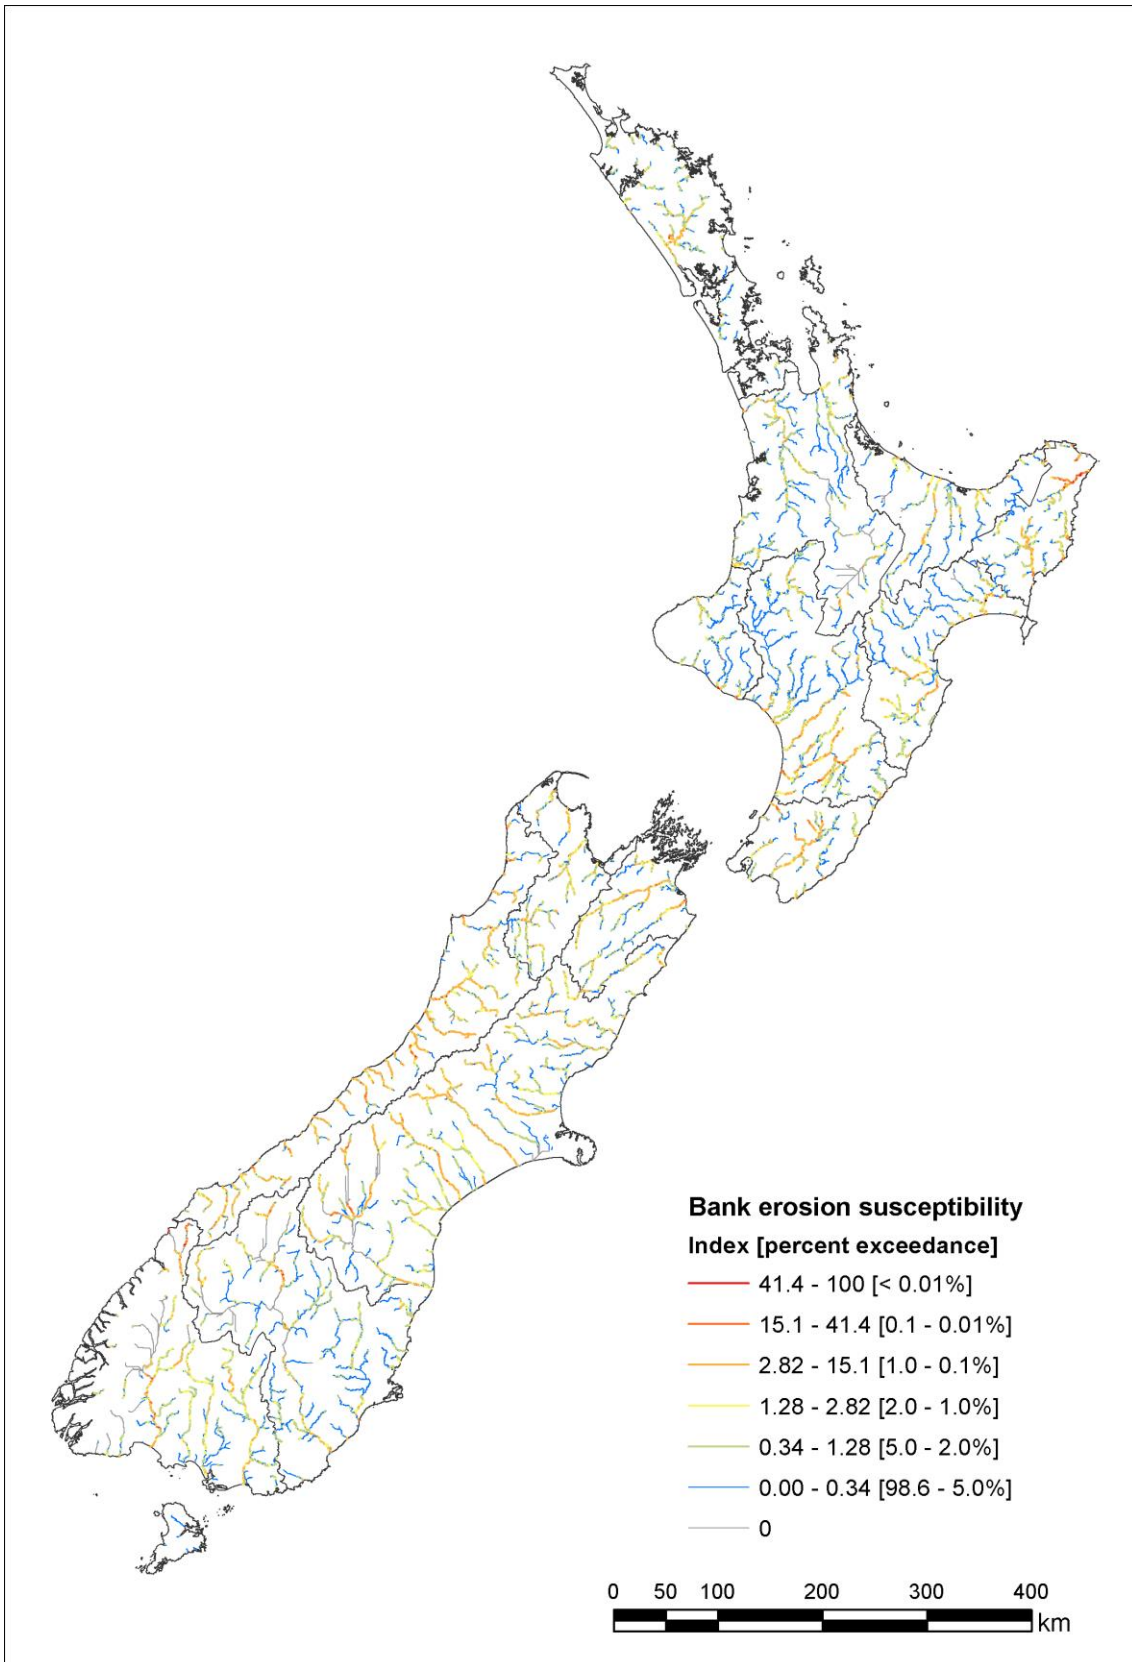 Bank erosion susceptibility
Index [percent exceedance]
41.4 - 100 [< 0.01%]
15.1 - 41.4 [0.1 - 0.01%]
2.82 - 15.1 [1.0 - 0.1%]
1.28 - 2.82 [2.0 - 1.0%]
0.34 - 1.28 [5.0 - 2.0%]
0.00 - 0.34 [98.6 - 5.0%]
0
0 50 100 200 300 400
km